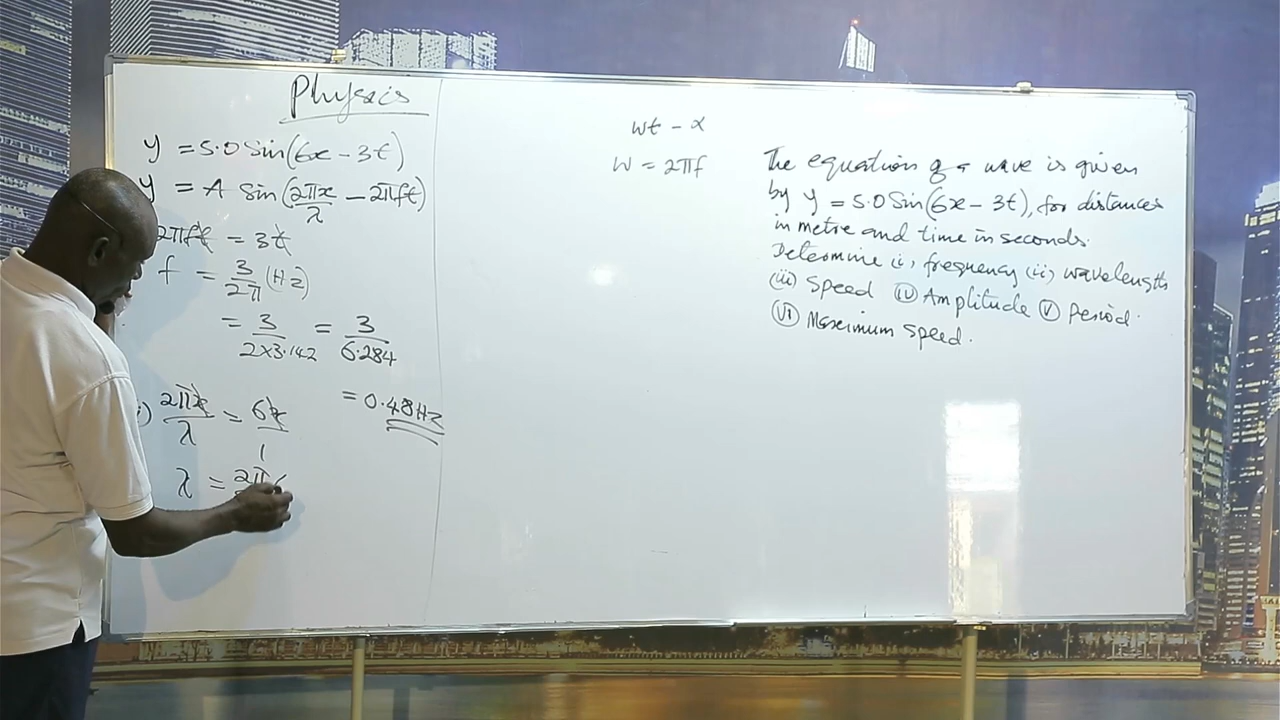 Physics
y = 5.0 Sin(6x - 3t)
y = A Sin(2πx/λ - 2πft)
2πft = 3t
f = 3/2π (Hz)
= 3/2×3.142 = 3/6.284
= 0.48Hz
i) 2πx/λ = 6x/1
λ = 2π
wt - x
w = 2πf
The equation of a wave is given
by y = 5.0 Sin(6x - 3t), for distances
in metre and time in seconds.
Determine (i), frequency (ii), wavelength
(iii) Speed (iv) Amplitude (v) Period.
(vi) Maximum Speed.